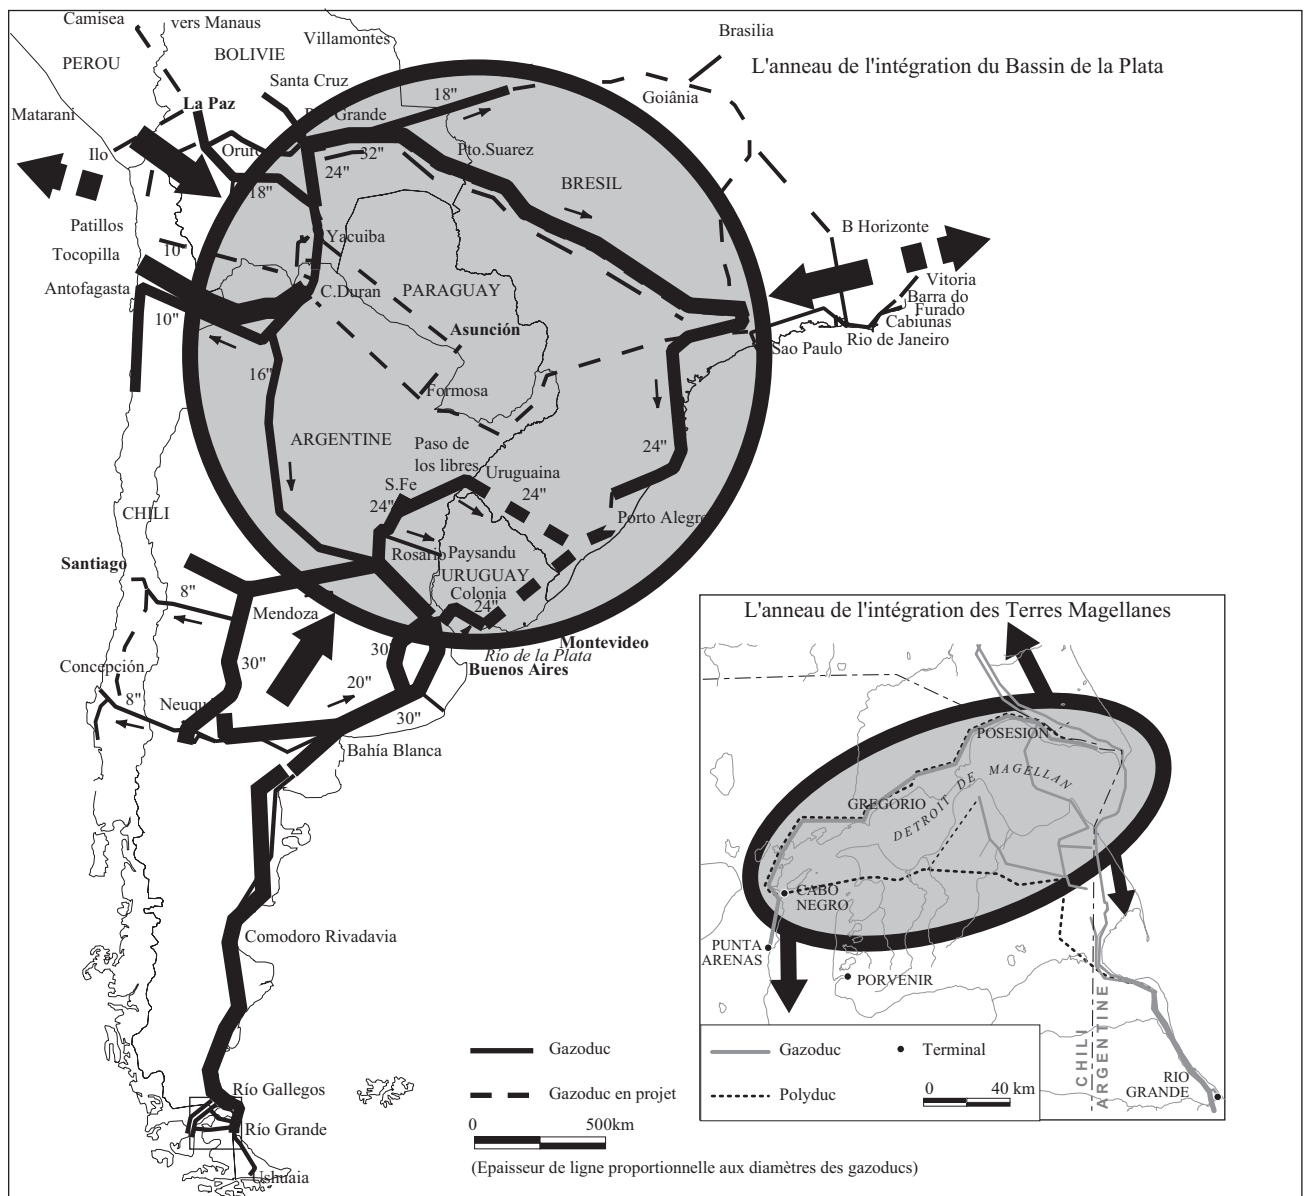 Camisea
vers Manaus
Villamontes
Brasilia
PEROU
BOLIVIE
L'anneau de l'intégration du Bassin de la Plata
Santa Cruz
Goiânia
18"
La Paz
Matarani
Grande
Ilo
Oruro
32"
Pto.Suarez
24"
BRESIL
18"
Patillos
Yacuiba
B Horizonte
10"
Tocopilla
Vitoria
Antofagasta
C.Duran
PARAGUAY
Barra do
Furado
10"
Cabiunas
Asunción
Rio de Janeiro
Sao Paulo
16"
Formosa
ARGENTINE
Paso de
los libres
24"
Uruguaina
S.Fe
24"
24"
CHILI
Porto Alegre
Rosario
Paysandu
Santiago
URUGUAY
8"
Colonia
24"
Mendoza
Montevideo
30"
Río de la Plata
Concepción
30"
Buenos Aires
20"
8"
Neuqu
30"
Bahía Blanca
Comodoro Rivadavia
Río Gallegos
Río Grande
Ushuaia
Gazoduc
Gazoduc en projet
0 500km
(Epaisseur de ligne proportionnelle aux diamètres des gazoducs)
L'anneau de l'intégration des Terres Magellanes
POSESION
DETROIT DE MAGELLAN
GREGORIO
CABO
NEGRO
PUNTA
ARENAS
PORVENIR
CHILI
ARGENTINE
RIO
GRANDE
Gazoduc
Terminal
Polyduc
0 40 km